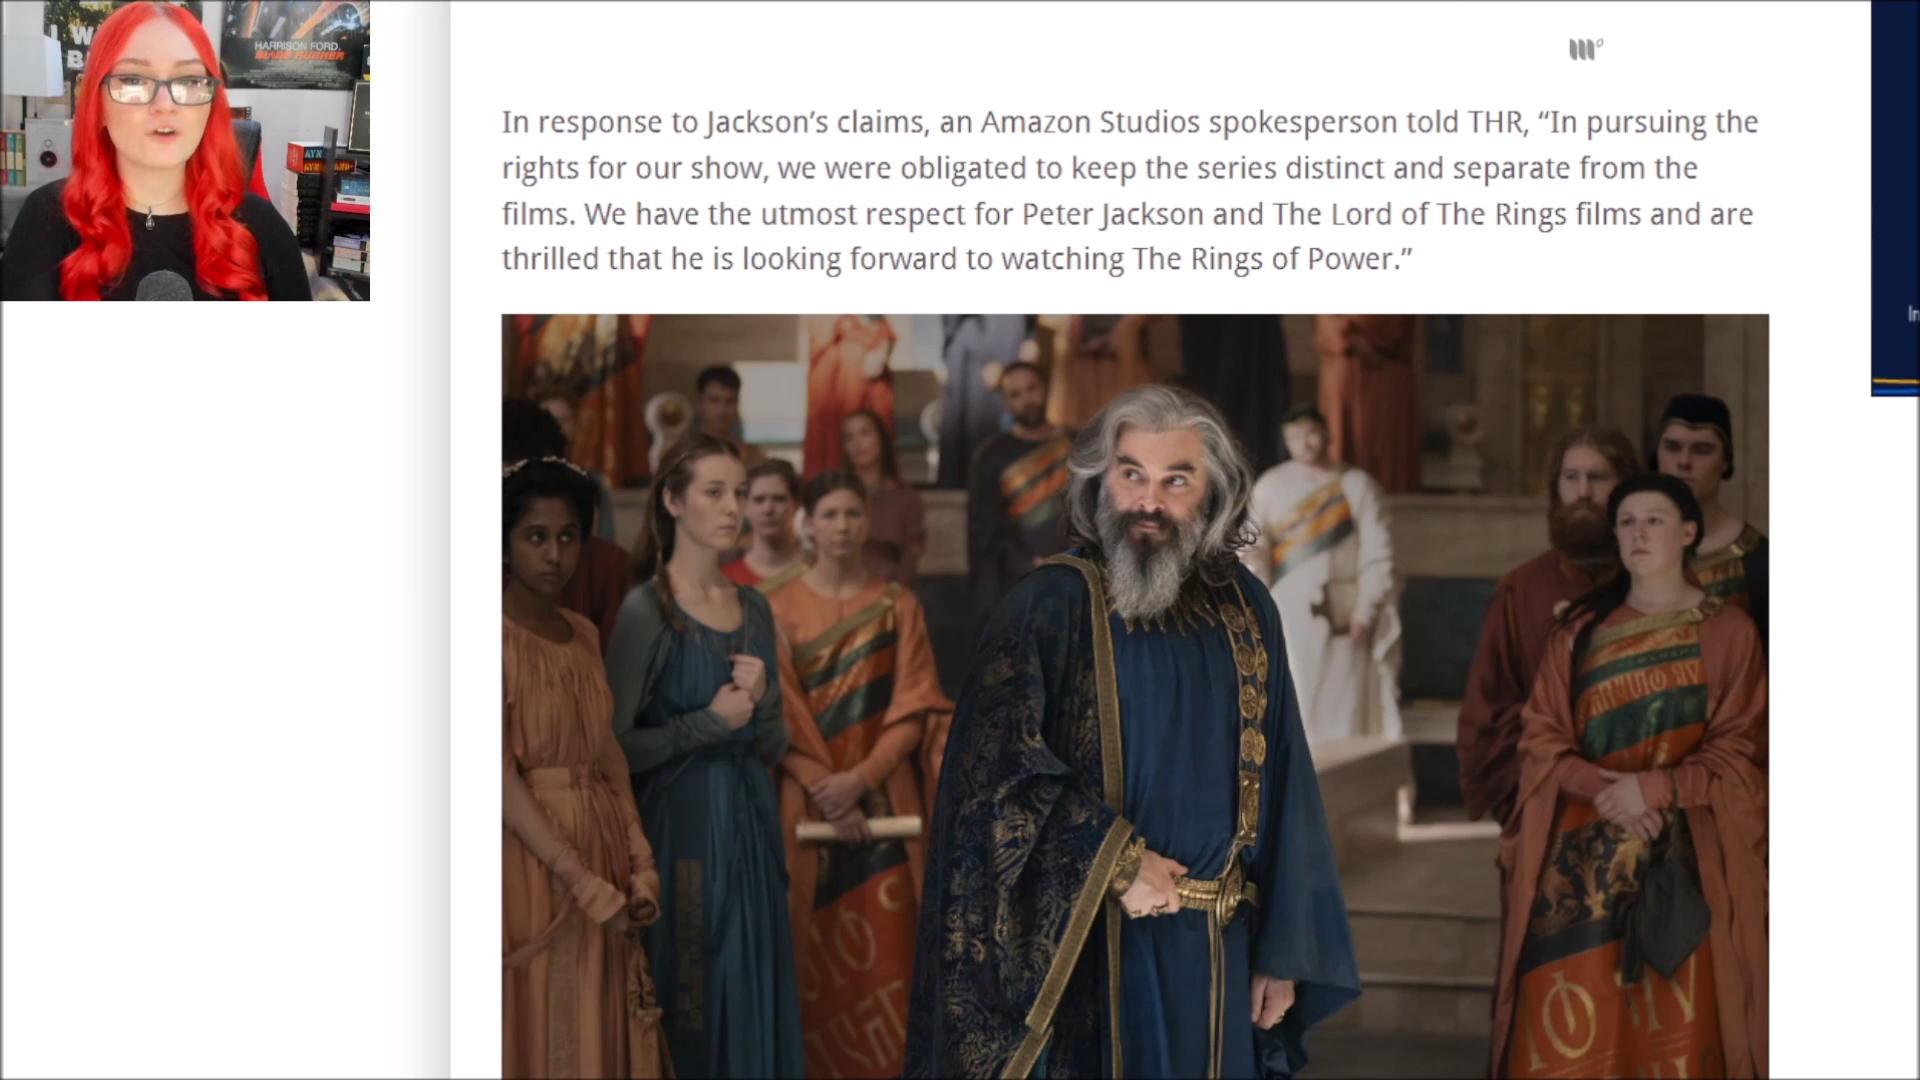 HARRISON FORD.
BLADE RUNNER
In response to Jackson’s claims, an Amazon Studios spokesperson told THR, “In pursuing the
rights for our show, we were obligated to keep the series distinct and separate from the
films. We have the utmost respect for Peter Jackson and The Lord of The Rings films and are
thrilled that he is looking forward to watching The Rings of Power.”